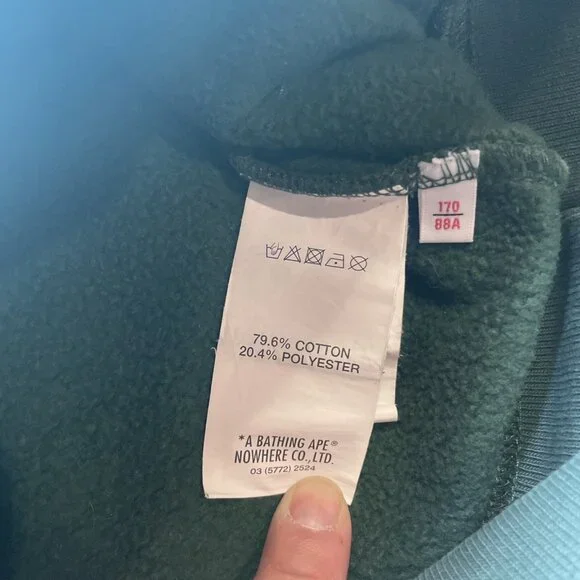 170
88A
79.6% COTTON
20.4% POLYESTER
*A BATHING APE®
NOWHERE CO., LTD.
03 (5772) 2524